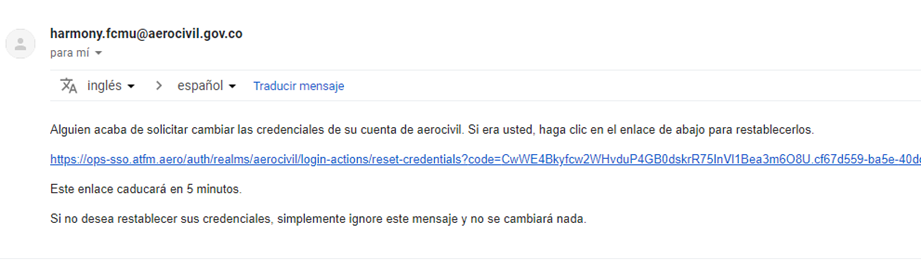 harmony.fcmu@aerocivil.gov.co
para mí
inglés > español Traducir mensaje
Alguien acaba de solicitar cambiar las credenciales de su cuenta de aerocivil. Si era usted, haga clic en el enlace de abajo para restablecerlos.
https://ops-sso.atfm.aero/auth/realms/aerocivil/login-actions/reset-credentials?code=CwWE4Bkyfcw2WHvduP4GB0dskrR75InVI1Bea3m6O8U.cf67d559-ba5e-40d
Este enlace caducará en 5 minutos.
Si no desea restablecer sus credenciales, simplemente ignore este mensaje y no se cambiará nada.